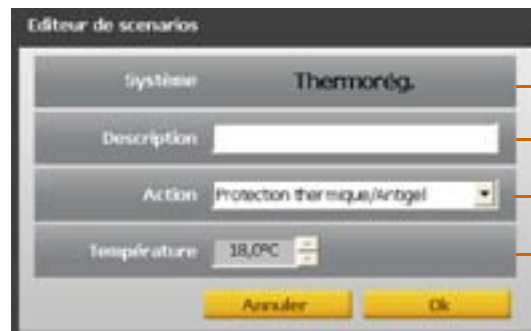 Editeur de scenarios
Système Thermorég.
Description
Action Protection thermique/Antigel
Température 18,0°C
Annuler Ok